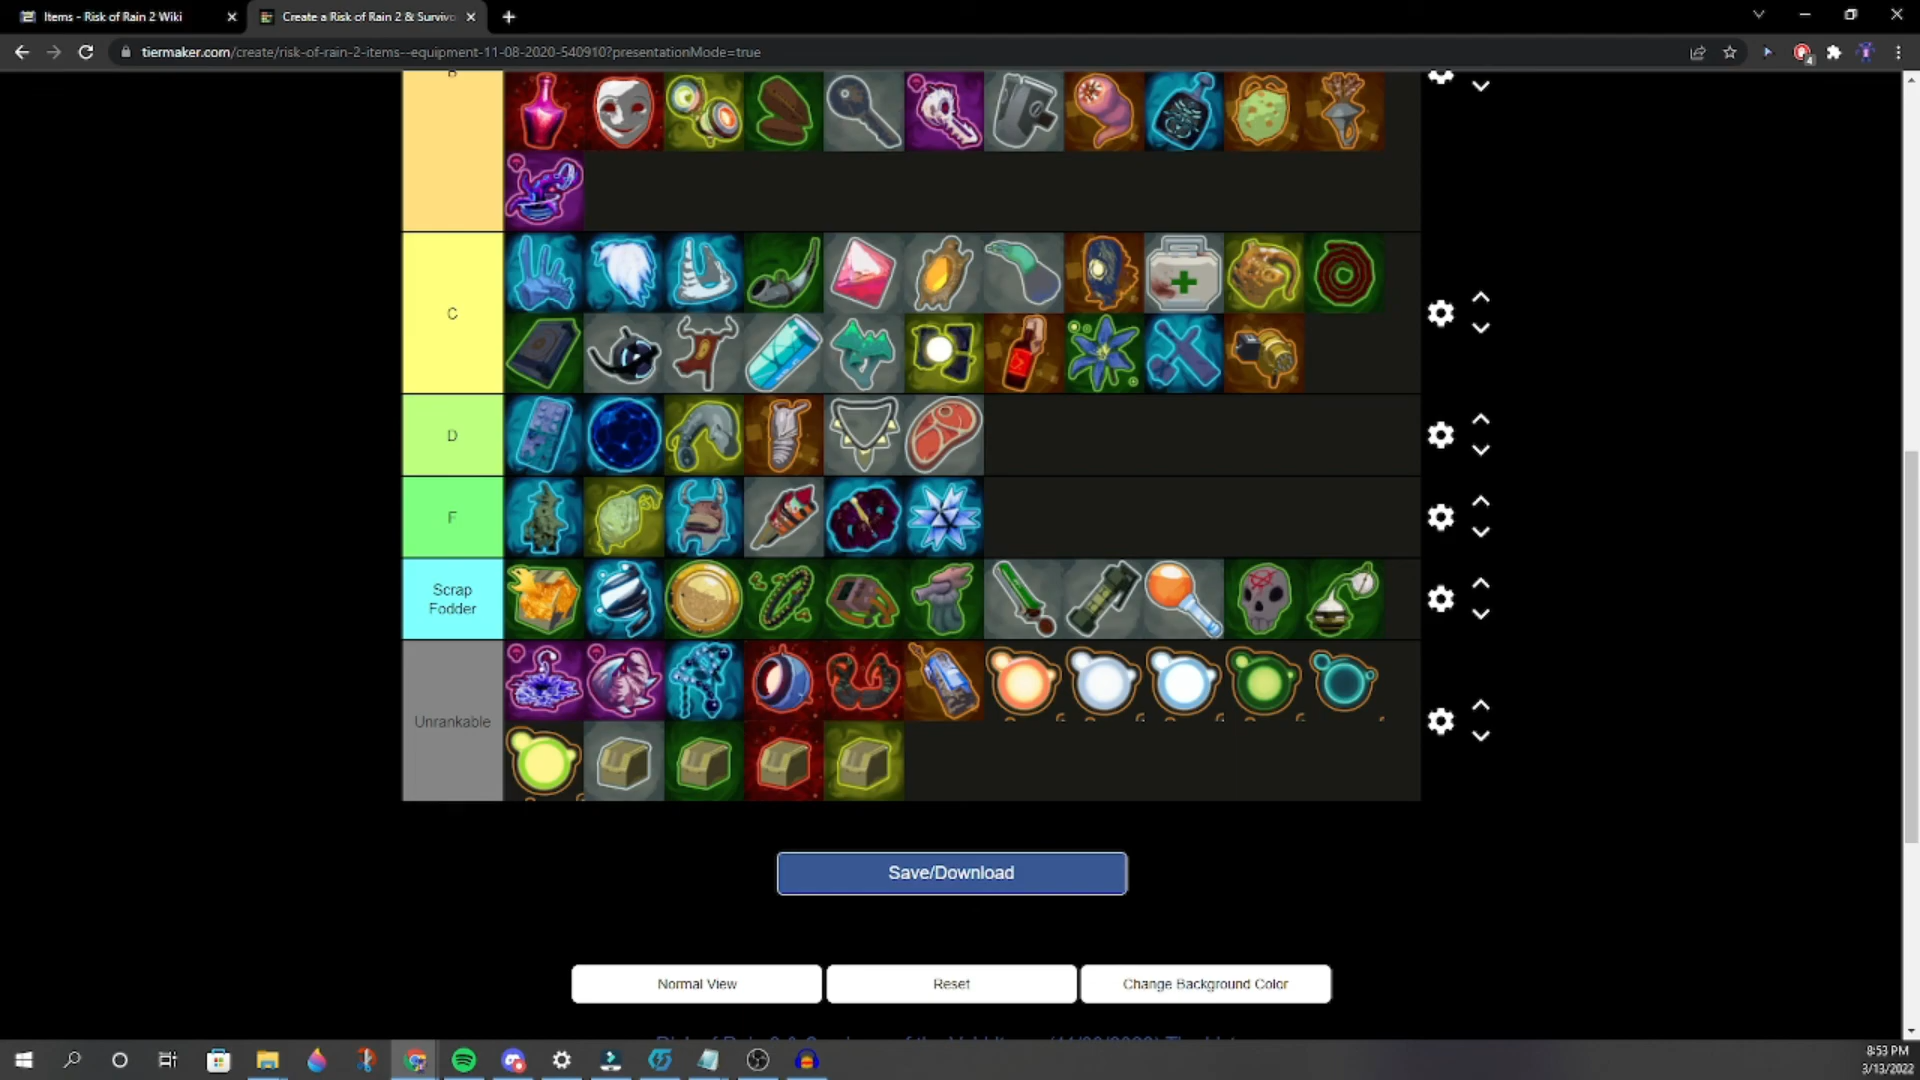 Items - Risk of Rain 2 Wiki
Create a Risk of Rain 2 & Survivo
tiermaker.com/create/risk-of-rain-2-items--equipment-11-08-2020-540910?presentationMode=true
4
B
C
D
F
Scrap
Fodder
Unrankable
Save/Download
Normal View
Reset
Change Background Color
8:53 PM
3/13/2022